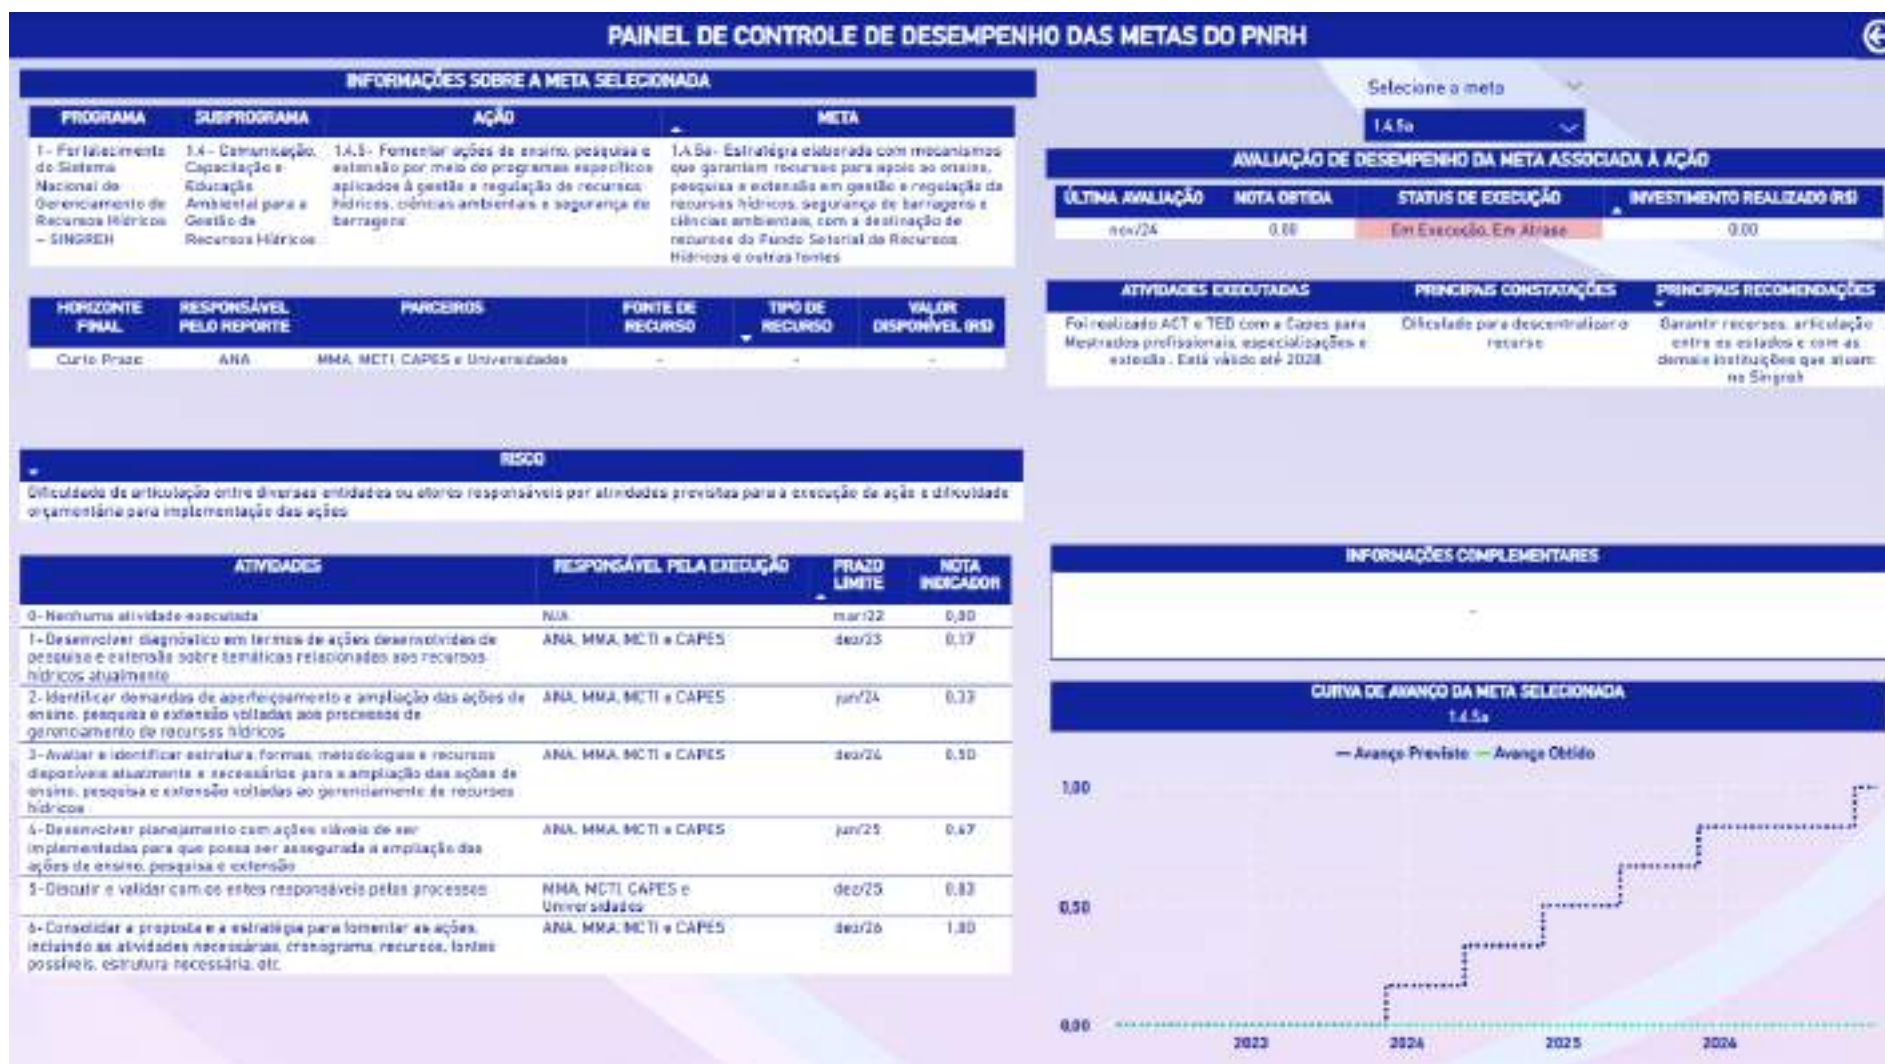 PAINEL DE CONTROLE DE DESEMPENHO DAS METAS DO PNRH
INFORMAÇÕES SOBRE A META SELECIONADA
PROGRAMA SUBPROGRAMA AÇÃO META
1- Fortalecimento do Sistema Nacional de Gerenciamento de Recursos Hídricos – SINGREH
1.4- Comunicação, Capacitação e Educação Ambiental para a Gestão de Recursos Hídricos
1.4.5- Fomentar ações de ensino, pesquisa e extensão por meio de programas específicos aplicados à gestão e regulação de recursos hídricos, ciências ambientais e segurança de barragens
1.4.5a- Estratégia elaborada com mecanismos que garantam recursos para apoio ao ensino, pesquisa e extensão em gestão e regulação de recursos hídricos, segurança de barragens e ciências ambientais, com a destinação de recursos do Fundo Setorial de Recursos Hídricos e outras fontes
HORIZONTE FINAL RESPONSÁVEL PELO REPORTE PARCEIROS FONTE DE RECURSO TIPO DE RECURSO VALOR DISPONÍVEL (R$)
Curto Prazo ANA MMA, MCTI, CAPES e Universidades - - -
RISCO
Dificuldade de articulação entre diversas entidades ou atores responsáveis por atividades previstas para a execução da ação e dificuldade
orçamentária para implementação das ações
ATIVIDADES RESPONSÁVEL PELA EXECUÇÃO PRAZO LIMITE NOTA INDICADOR
0- Nenhuma atividade executada N/A mar/22 0,00
1- Desenvolver diagnóstico em termos de ações desenvolvidas de pesquisa e extensão sobre temáticas relacionadas aos recursos hídricos atualmente ANA, MMA, MCTI e CAPES dez/23 0,17
2- Identificar demandas de aperfeiçoamento e ampliação das ações de ensino, pesquisa e extensão voltadas aos processos de gerenciamento de recursos hídricos ANA, MMA, MCTI e CAPES jun/24 0,33
3- Avaliar e identificar estrutura, formas, metodologias e recursos disponíveis atualmente e necessários para a ampliação das ações de ensino, pesquisa e extensão voltadas ao gerenciamento de recursos hídricos ANA, MMA, MCTI e CAPES dez/24 0,50
4- Desenvolver planejamento com ações viáveis de ser implementadas para que possa ser assegurada a ampliação das ações de ensino, pesquisa e extensão ANA, MMA, MCTI e CAPES jun/25 0,67
5- Discutir e validar com os entes responsáveis pelos processos MMA, MCTI, CAPES e Universidades dez/25 0,83
6- Consolidar a proposta e a estratégia para fomentar as ações, incluindo as atividades necessárias, cronograma, recursos, fontes possíveis, estrutura necessária, etc. ANA, MMA, MCTI e CAPES dez/26 1,00
Selecione a meta
1.4.5a
AVALIAÇÃO DE DESEMPENHO DA META ASSOCIADA À AÇÃO
ÚLTIMA AVALIAÇÃO NOTA OBTIDA STATUS DE EXECUÇÃO INVESTIMENTO REALIZADO (R$)
nov/24 0,00 Em Execução, Em Atraso 0,00
ATIVIDADES EXECUTADAS PRINCIPAIS CONSTATAÇÕES PRINCIPAIS RECOMENDAÇÕES
Foi realizado ACT e TED com a Capes para Mestrados profissionais, especializações e extesão . Está válido até 2028
Dificulade para descentralizar o recurso
Garantir recursos, articulação entre os estados e com as demais instituições que atuam no Singreh
INFORMAÇÕES COMPLEMENTARES
-
CURVA DE AVANÇO DA META SELECIONADA
1.4.5a
Avanço Previsto Avanço Obtido
1,00
0,50
0,00
2023 2024 2025 2026